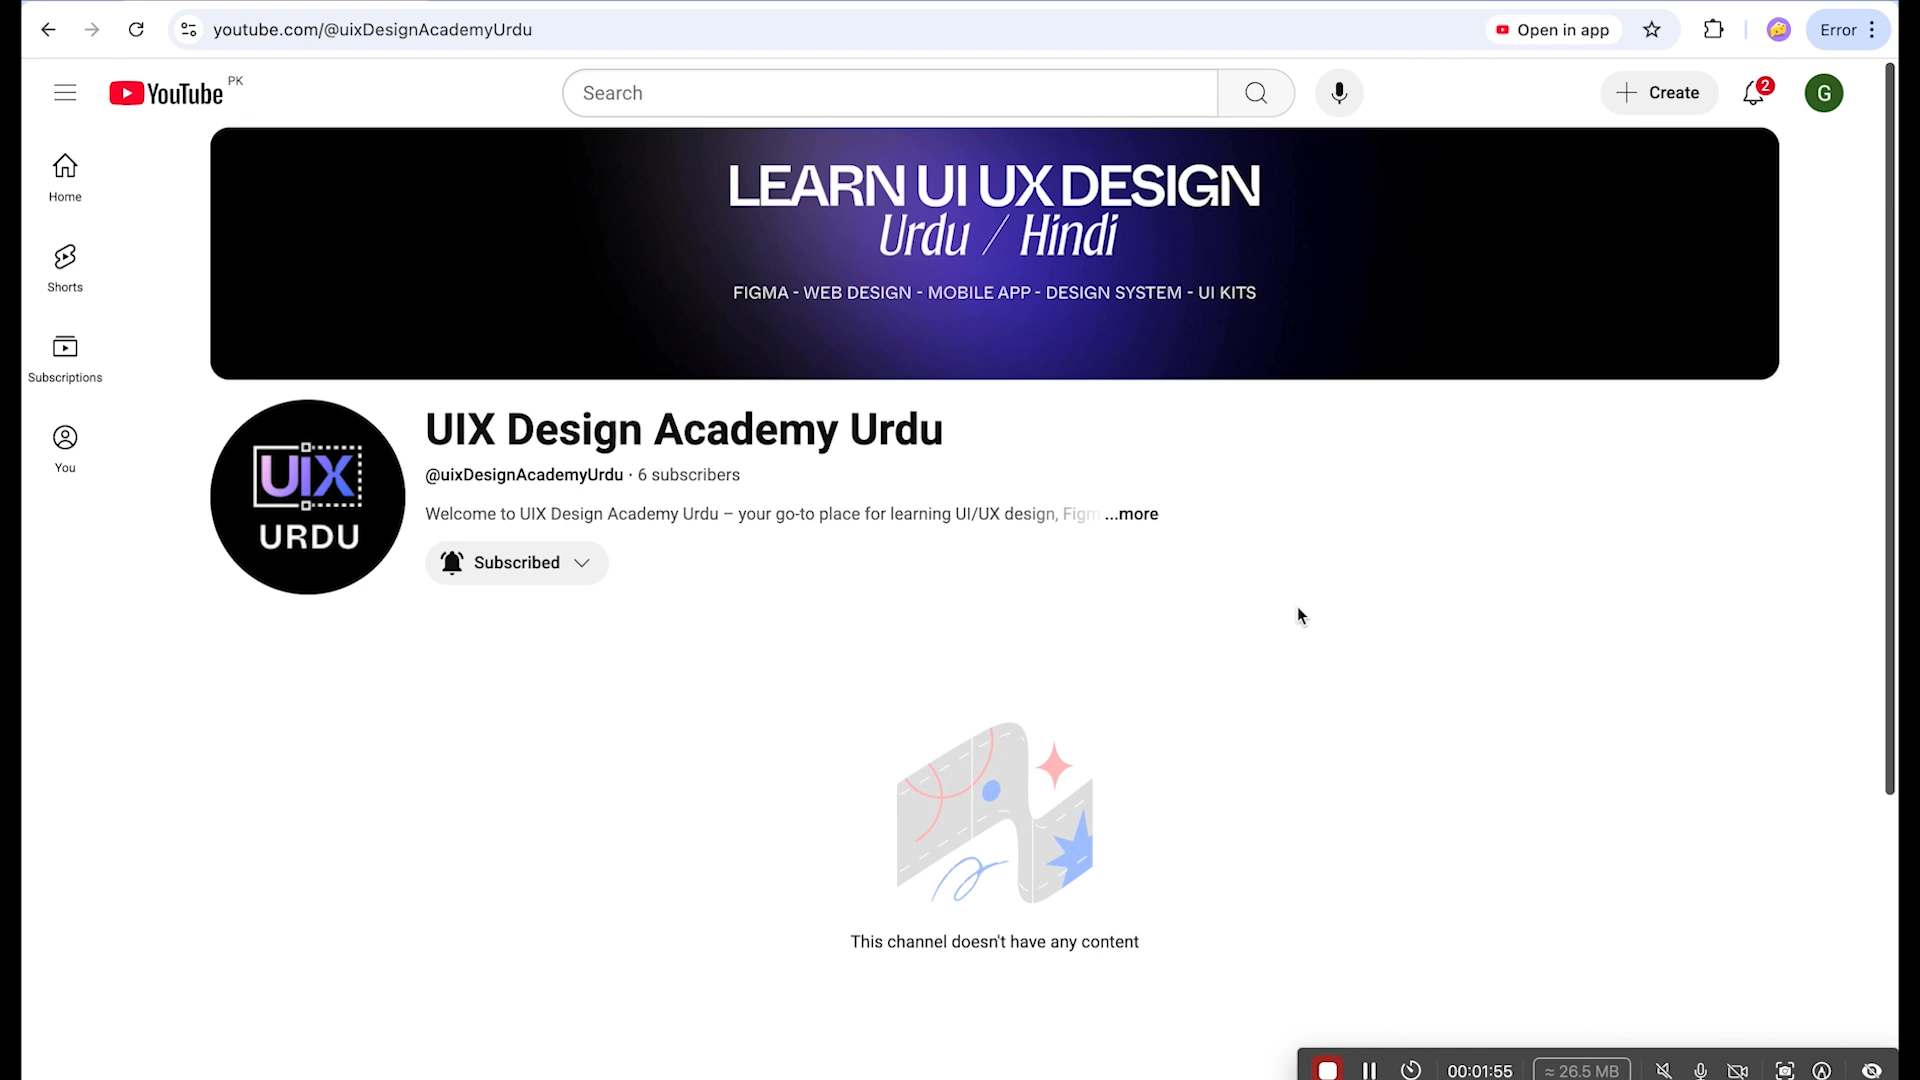 youtube.com/@uixDesignAcademyUrdu
Open in app
Error
YouTube PK
Search
Create
2
G
Home
Shorts
Subscriptions
You
LEARN UI UX DESIGN
Urdu / Hindi
FIGMA - WEB DESIGN - MOBILE APP - DESIGN SYSTEM - UI KITS
UIX
URDU
UIX Design Academy Urdu
@uixDesignAcademyUrdu · 6 subscribers
Welcome to UIX Design Academy Urdu – your go-to place for learning UI/UX design, Figm ...more
Subscribed
This channel doesn't have any content
00:01:55
≈ 26.5 MB